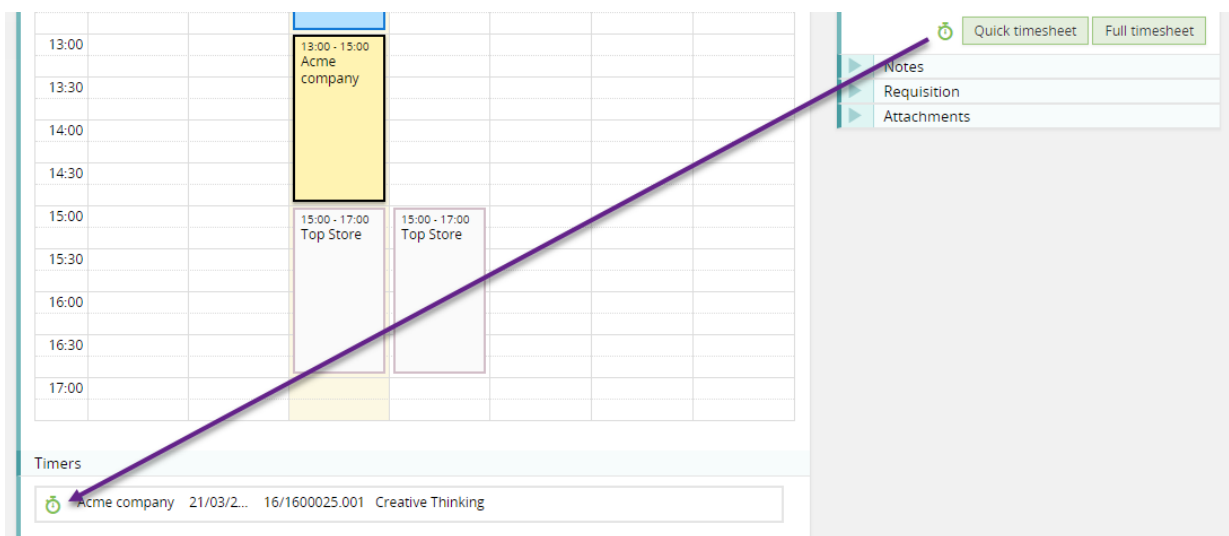 13:00
13:30
14:00
14:30
15:00
15:30
16:00
16:30
17:00
13:00 - 15:00
Acme
company
15:00 - 17:00
Top Store
15:00 - 17:00
Top Store
Quick timesheet
Full timesheet
Notes
Requisition
Attachments
Timers
Acme company 21/03/2... 16/1600025.001 Creative Thinking